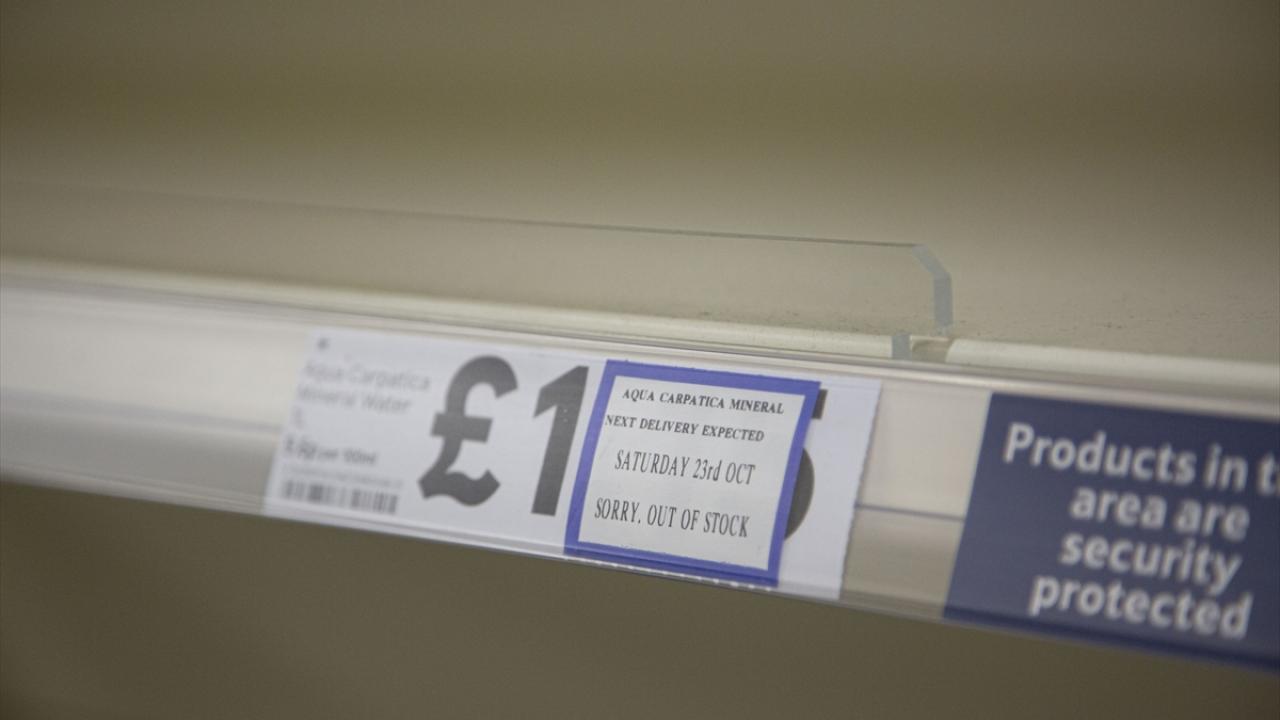 Aqua Carpatica
Mineral Water
£1
AQUA CARPATICA MINERAL
NEXT DELIVERY EXPECTED
SATURDAY 23rd OCT
SORRY. OUT OF STOCK
Products in t
area are
security
protected